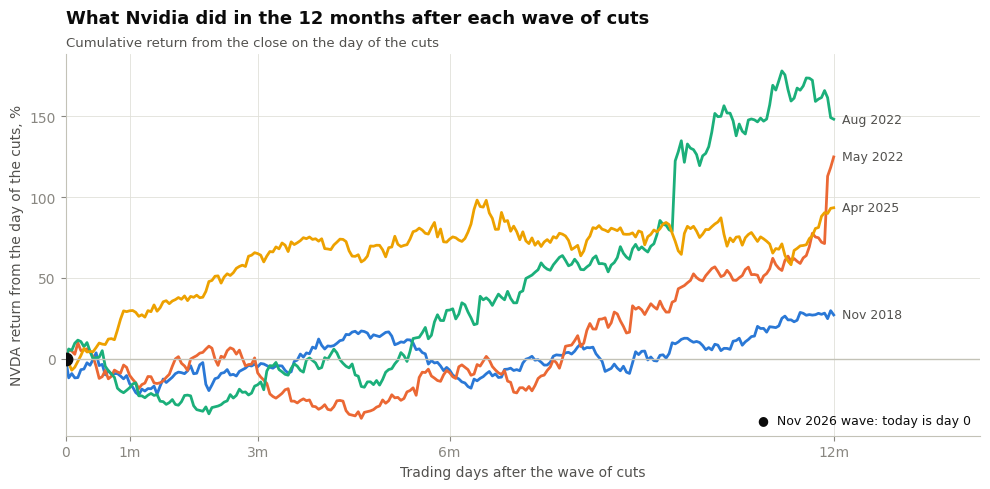 What Nvidia did in the 12 months after each wave of cuts
Cumulative return from the close on the day of the cuts
NVDA return from the day of the cuts, %
150
100
50
0
Aug 2022
May 2022
Apr 2025
Nov 2018
Nov 2026 wave: today is day 0
0 1m 3m 6m 12m
Trading days after the wave of cuts